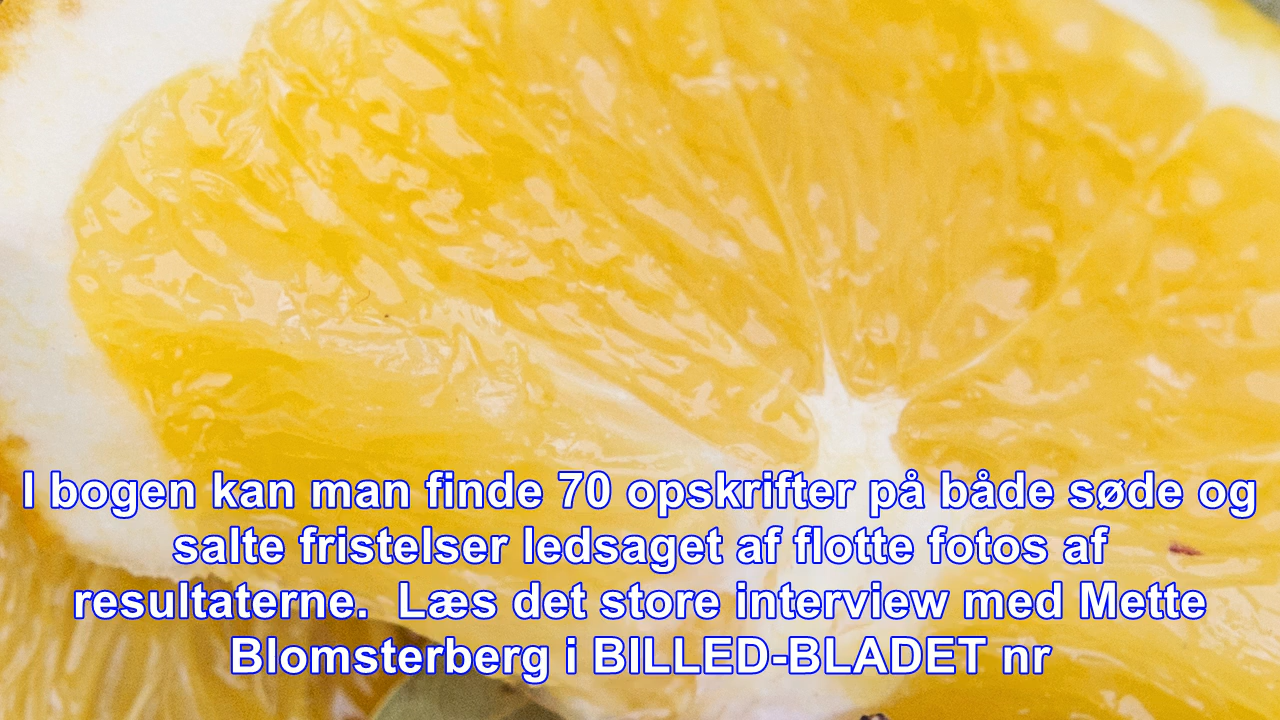 I bogen kan man finde 70 opskrifter på både søde og
salte fristelser ledsaget af flotte fotos af
resultaterne.  Læs det store interview med Mette
Blomsterberg i BILLED-BLADET nr